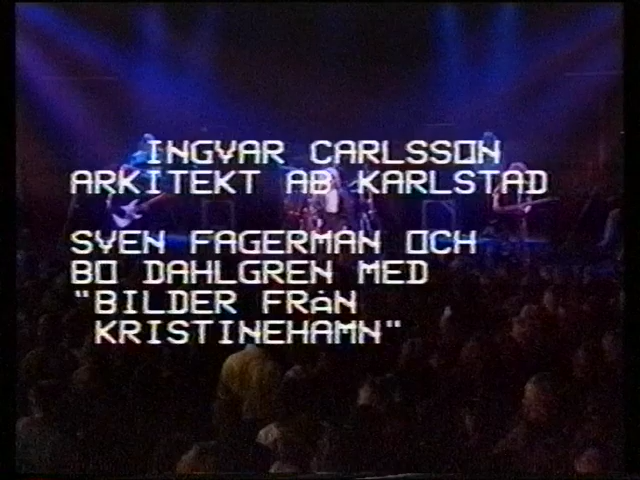 INGVAR CARLSSON
ARKITEKT AB KARLSTAD
SVEN FAGERMAN OCH
BO DAHLGREN MED
"BILDER FRåN
KRISTINEHAMN"